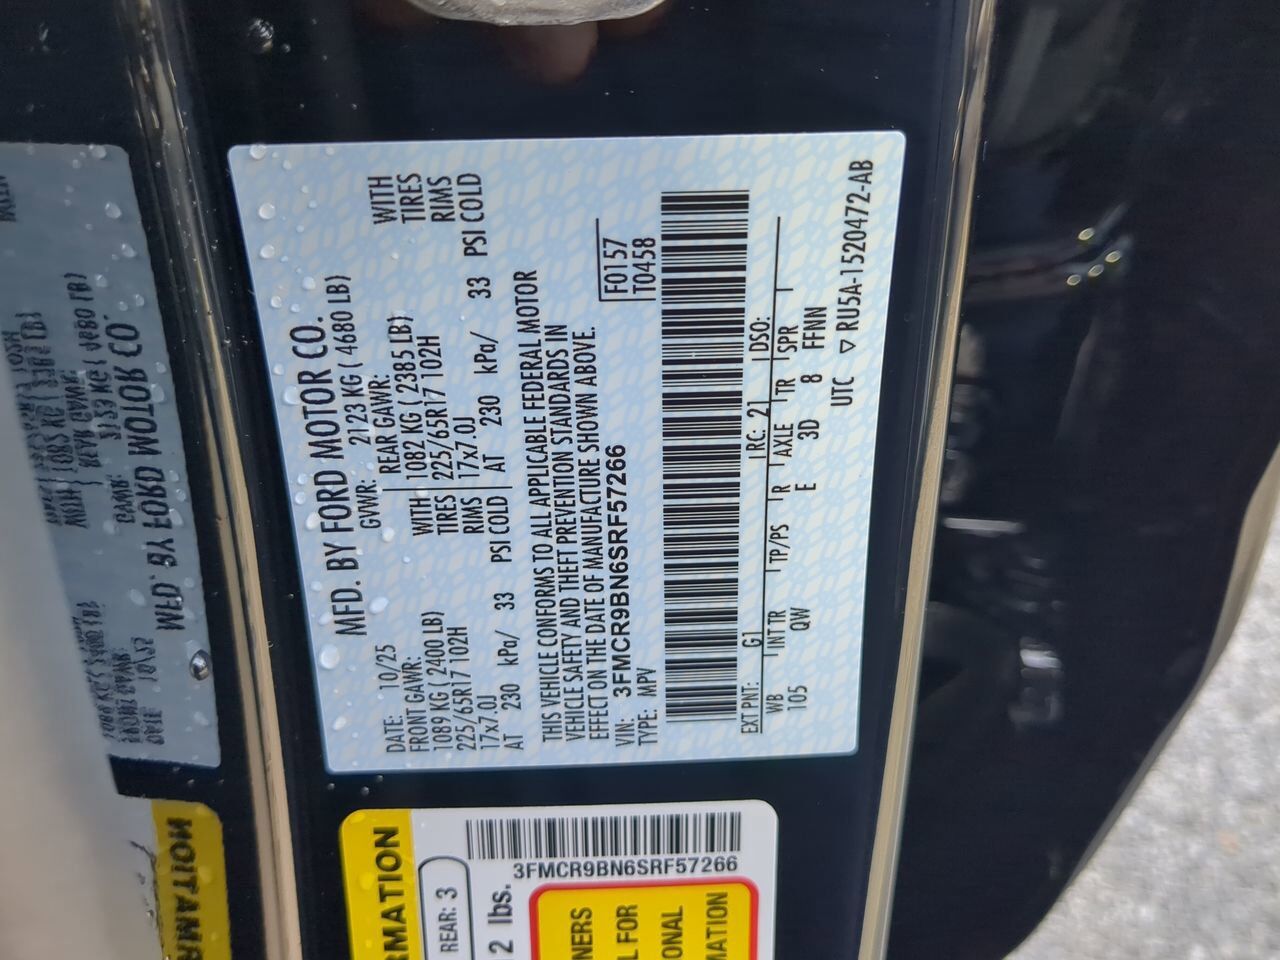 MFD. BY FORD MOTOR CO.
DATE: 10/25 GVWR: 2123 KG ( 4680 LB)
FRONT GAWR: REAR GAWR:
1089 KG ( 2400 LB) WITH 1082 KG ( 2385 LB) WITH
225/65R17 102H TIRES 225/65R17 102H TIRES
17x7.0J RIMS 17x7.0J RIMS
AT 230 kPa/ 33 PSI COLD AT 230 kPa/ 33 PSI COLD
THIS VEHICLE CONFORMS TO ALL APPLICABLE FEDERAL MOTOR
VEHICLE SAFETY AND THEFT PREVENTION STANDARDS IN
EFFECT ON THE DATE OF MANUFACTURE SHOWN ABOVE.
VIN: 3FMCR9BN6SRF57266 F0157
TYPE: MPV T0458
EXT PNT: G1 RC: 21 DSO:
WB INT TR TP/PS R AXLE TR SPR
105 QW E 3D 8 FFNN
UTC ▽ RU5A-1520472-AB
RMATION
REAR: 3
2 lbs.
3FMCR9BN6SRF57266
NERS
L FOR
ONAL
MATION